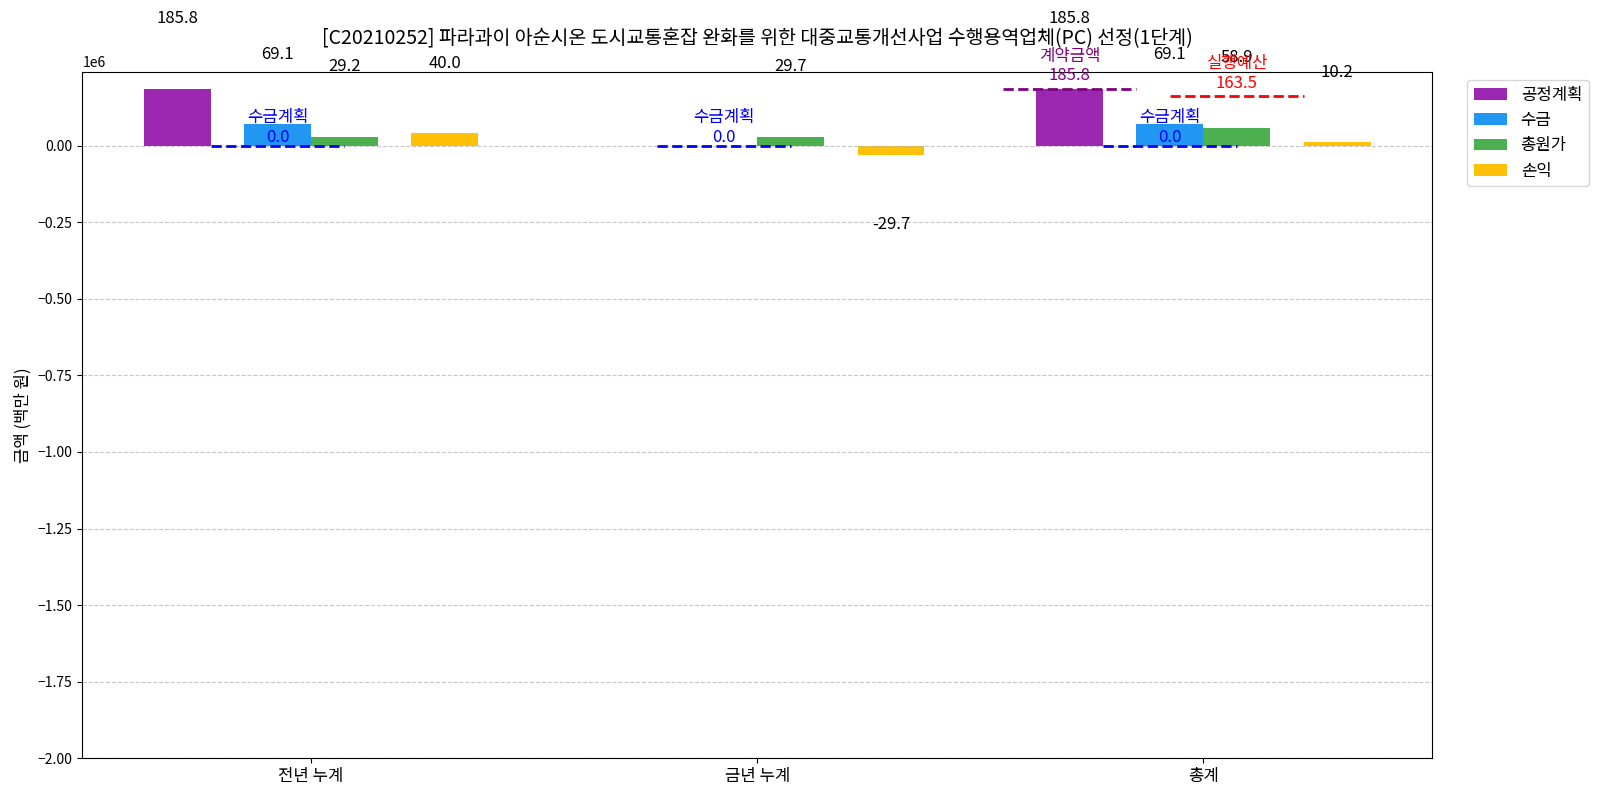 185.8
185.8
[C20210252] 파라과이 아순시온 도시교통혼잡 완화를 위한 대중교통개선사업 수행용역업체(PC) 선정(1단계)
1e6
69.1
29.2
40.0
29.7
계약금액
185.8
69.1
58.9
실행예산
163.5
10.2
수금계획
0.0
수금계획
0.0
수금계획
0.0
-29.7
공정계획
수금
총원가
손익
0.00
−0.25
−0.50
−0.75
−1.00
−1.25
−1.50
−1.75
−2.00
금액 (백만 원)
전년 누계
금년 누계
총계